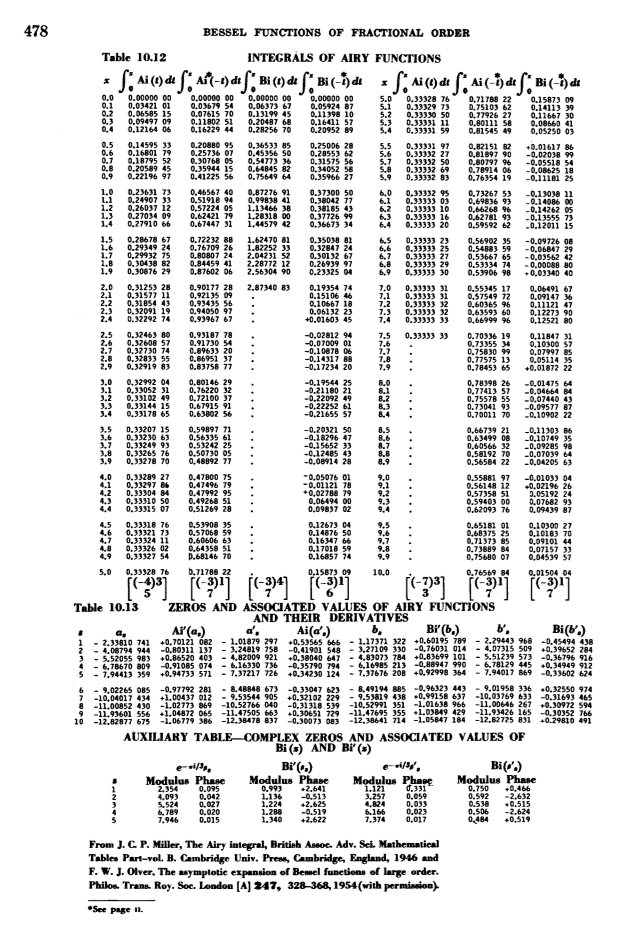 478 BESSEL FUNCTIONS OF FRACTIONAL ORDER
Table 10.12 INTEGRALS OF AIRY FUNCTIONS
x ∫₀ˣ Ai (t) dt ∫₀ˣ Ai*(−t) dt ∫₀ˣ Bi (t) dt ∫₀ˣ Bi (−*t) dt x ∫₀ˣ Ai (t) dt ∫₀ˣ Ai (−*t) dt ∫₀ˣ Bi (−*t) dt
0.0 0.00000 00 0.00000 00 0.00000 00 0.00000 00 5.0 0.33328 76 0.71788 22 0.15873 09
0.1 0.03421 01 0.03679 54 0.06373 67 0.05924 87 5.1 0.33329 73 0.75103 62 0.14113 39
0.2 0.06585 15 0.07615 70 0.13199 45 0.11398 10 5.2 0.33330 50 0.77926 27 0.11667 30
0.3 0.09497 09 0.11802 51 0.20487 68 0.16411 57 5.3 0.33331 11 0.80111 58 0.08660 41
0.4 0.12164 06 0.16229 44 0.28256 70 0.20952 89 5.4 0.33331 59 0.81545 49 0.05250 03
0.5 0.14595 33 0.20880 95 0.36533 85 0.25006 28 5.5 0.33331 97 0.82151 82 +0.01617 86
0.6 0.16801 79 0.25736 07 0.45356 50 0.28553 62 5.6 0.33332 27 0.81897 90 -0.02038 99
0.7 0.18795 52 0.30768 05 0.54773 36 0.31575 56 5.7 0.33332 50 0.80797 96 -0.05518 54
0.8 0.20589 45 0.35944 15 0.64845 82 0.34052 58 5.8 0.33332 69 0.78914 06 -0.08625 18
0.9 0.22196 97 0.41225 56 0.75649 64 0.35966 27 5.9 0.33332 83 0.76354 19 -0.11181 25
1.0 0.23631 73 0.46567 40 0.87276 91 0.37300 50 6.0 0.33332 95 0.73267 53 -0.13038 11
1.1 0.24907 33 0.51918 94 0.99838 41 0.38042 77 6.1 0.33333 03 0.69836 93 -0.14086 00
1.2 0.26037 12 0.57224 05 1.13466 38 0.38185 43 6.2 0.33333 10 0.66268 96 -0.14262 05
1.3 0.27034 09 0.62421 79 1.28318 00 0.37726 99 6.3 0.33333 16 0.62781 93 -0.13555 73
1.4 0.27910 66 0.67447 31 1.44579 42 0.36673 34 6.4 0.33333 20 0.59592 62 -0.12011 15
1.5 0.28678 67 0.72232 88 1.62470 81 0.35038 81 6.5 0.33333 23 0.56902 35 -0.09726 08
1.6 0.29349 24 0.76709 26 1.82252 33 0.32847 24 6.6 0.33333 25 0.54883 59 -0.06847 29
1.7 0.29932 75 0.80807 24 2.04231 52 0.30132 67 6.7 0.33333 27 0.53667 65 -0.03562 42
1.8 0.30438 82 0.84459 41 2.28772 12 0.26939 97 6.8 0.33333 29 0.53334 74 -0.00088 80
1.9 0.30876 29 0.87602 06 2.56304 90 0.23325 04 6.9 0.33333 30 0.53906 98 +0.03340 40
2.0 0.31253 28 0.90177 28 2.87340 83 0.19354 74 7.0 0.33333 31 0.55345 17 0.06491 67
2.1 0.31577 11 0.92135 09 . 0.15106 46 7.1 0.33333 31 0.57549 72 0.09147 36
2.2 0.31854 43 0.93435 56 . 0.10667 18 7.2 0.33333 32 0.60365 96 0.11121 47
2.3 0.32091 19 0.94050 97 . 0.06132 23 7.3 0.33333 32 0.63593 60 0.12273 90
2.4 0.32292 74 0.93967 67 . +0.01603 45 7.4 0.33333 33 0.66999 96 0.12521 80
2.5 0.32463 80 0.93187 78 . -0.02812 94 7.5 0.33333 33 0.70336 19 0.11847 31
2.6 0.32608 57 0.91730 54 . -0.07009 01 7.6 . 0.73355 34 0.10300 57
2.7 0.32730 74 0.89633 20 . -0.10878 06 7.7 . 0.75830 99 0.07997 85
2.8 0.32833 55 0.86951 37 . -0.14317 88 7.8 . 0.77575 13 0.05114 35
2.9 0.32919 83 0.83758 77 . -0.17234 20 7.9 . 0.78453 65 +0.01872 22
3.0 0.32992 04 0.80146 29 . -0.19544 25 8.0 . 0.78398 26 -0.01475 64
3.1 0.33052 31 0.76220 32 . -0.21180 21 8.1 . 0.77413 57 -0.04664 84
3.2 0.33102 49 0.72100 37 . -0.22092 49 8.2 . 0.75578 55 -0.07440 43
3.3 0.33144 15 0.67915 91 . -0.22252 61 8.3 . 0.73041 93 -0.09577 87
3.4 0.33178 65 0.63802 56 . -0.21655 57 8.4 . 0.70011 70 -0.10902 22
3.5 0.33207 15 0.59897 71 . -0.20321 50 8.5 . 0.66739 21 -0.11303 86
3.6 0.33230 63 0.56335 61 . -0.18296 47 8.6 . 0.63499 08 -0.10749 35
3.7 0.33249 93 0.53242 25 . -0.15652 33 8.7 . 0.60566 32 -0.09285 98
3.8 0.33265 76 0.50730 05 . -0.12485 43 8.8 . 0.58192 70 -0.07039 64
3.9 0.33278 70 0.48892 77 . -0.08914 28 8.9 . 0.56584 22 -0.04205 63
4.0 0.33289 27 0.47800 75 . -0.05076 01 9.0 . 0.55881 97 -0.01033 04
4.1 0.33297 86 0.47496 79 . -0.01121 78 9.1 . 0.56148 12 +0.02196 26
4.2 0.33304 84 0.47992 95 . +0.02788 79 9.2 . 0.57358 51 0.05192 24
4.3 0.33310 50 0.49268 51 . 0.06494 00 9.3 . 0.59403 00 0.07682 93
4.4 0.33315 07 0.51269 28 . 0.09837 02 9.4 . 0.62093 76 0.09439 87
4.5 0.33318 76 0.53908 35 . 0.12673 04 9.5 . 0.65181 01 0.10300 27
4.6 0.33321 73 0.57068 59 . 0.14876 50 9.6 . 0.68375 25 0.10183 70
4.7 0.33324 11 0.60606 63 . 0.16347 66 9.7 . 0.71373 85 0.09101 44
4.8 0.33326 02 0.64358 51 . 0.17018 59 9.8 . 0.73889 84 0.07157 33
4.9 0.33327 54 0.68146 70 . 0.16857 74 9.9 . 0.75680 07 0.04539 57
5.0 0.33328 76 0.71788 22 0.15873 09 10.0 . 0.76569 84 0.01504 04
[(-4)3 5] [(-3)1 7] [(-3)4 7] [(-3)1 6] [(-7)3 3] [(-3)1 7] [(-3)1 7]
Table 10.13 ZEROS AND ASSOCIATED VALUES OF AIRY FUNCTIONS
AND THEIR DERIVATIVES
s aₛ Ai′(aₛ) a′ₛ Ai(a′ₛ) bₛ Bi′(bₛ) b′ₛ Bi(b′ₛ)
1 - 2.33810 741 +0.70121 082 - 1.01879 297 +0.53565 666 - 1.17371 322 +0.60195 789 - 2.29443 968 -0.45494 438
2 - 4.08794 944 -0.80311 137 - 3.24819 758 -0.41901 548 - 3.27109 330 -0.76031 014 - 4.07315 509 +0.39652 284
3 - 5.52055 983 +0.86520 403 - 4.82009 921 +0.38040 647 - 4.83073 784 +0.83699 101 - 5.51239 573 -0.36796 916
4 - 6.78670 809 -0.91085 074 - 6.16330 736 -0.35790 794 - 6.16985 213 -0.88947 990 - 6.78129 445 +0.34949 912
5 - 7.94413 359 +0.94733 571 - 7.37217 726 +0.34230 124 - 7.37676 208 +0.92998 364 - 7.94017 869 -0.33602 624
6 - 9.02265 085 -0.97792 281 - 8.48848 673 -0.33047 623 - 8.49194 885 -0.96323 443 - 9.01958 336 +0.32550 974
7 -10.04017 434 +1.00437 012 - 9.53544 905 +0.32102 229 - 9.53819 438 +0.99158 637 -10.03769 633 -0.31693 465
8 -11.00852 430 -1.02773 869 -10.52766 040 -0.31318 539 -10.52991 351 -1.01638 966 -11.00646 267 +0.30972 594
9 -11.93601 556 +1.04872 065 -11.47505 663 +0.30651 729 -11.47695 355 +1.03849 429 -11.93426 165 -0.30352 766
10 -12.82877 675 -1.06779 386 -12.38478 837 -0.30073 083 -12.38641 714 -1.05847 184 -12.82725 831 +0.29810 491
AUXILIARY TABLE—COMPLEX ZEROS AND ASSOCIATED VALUES OF
Bi (z) AND Bi′ (z)
e^(−πi/3)βₛ Bi′(βₛ) e^(−πi/3)β′ₛ Bi(β′ₛ)
s Modulus Phase Modulus Phase Modulus Phase Modulus Phase
1 2.354 0.095 0.993 +2.641 1.121 0.331 0.750 +0.466
2 4.093 0.042 1.136 -0.513 3.257 0.059 0.592 -2.632
3 5.524 0.027 1.224 +2.625 4.824 0.033 0.538 +0.515
4 6.789 0.020 1.288 -0.519 6.166 0.023 0.506 -2.624
5 7.946 0.015 1.340 +2.622 7.374 0.017 0.484 +0.519
From J. C. P. Miller, The Airy integral, British Assoc. Adv. Sci. Mathematical
Tables Part-vol. B. Cambridge Univ. Press, Cambridge, England, 1946 and
F. W. J. Olver, The asymptotic expansion of Bessel functions of large order.
Philos. Trans. Roy. Soc. London [A] 247, 328–368, 1954 (with permission).
*See page II.